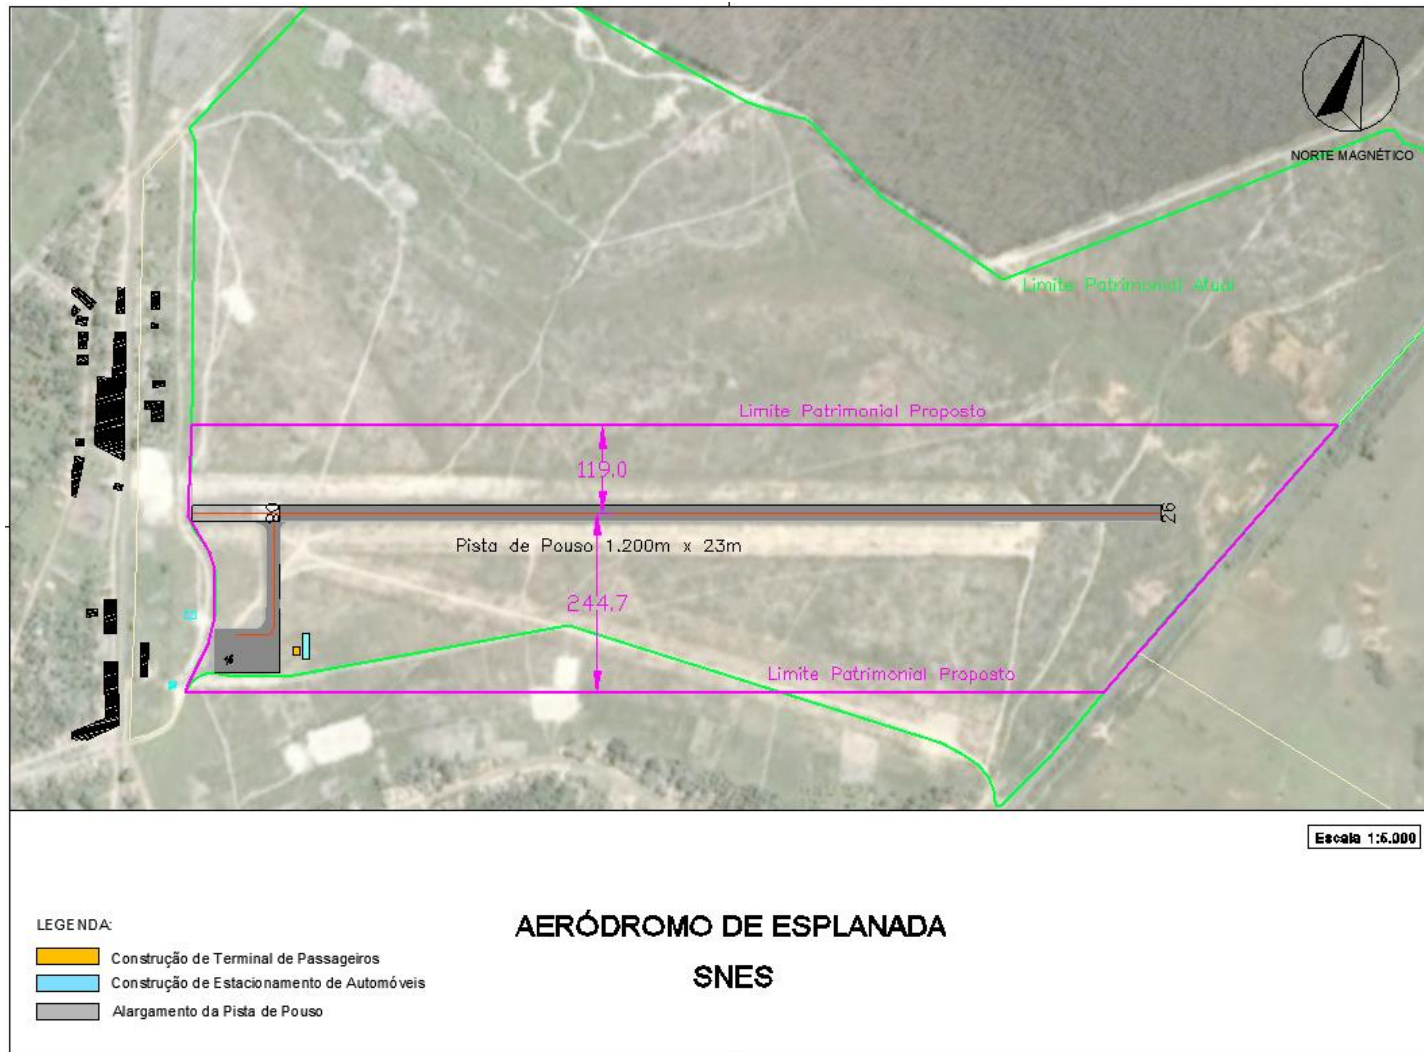 NORTE MAGNÉTICO
Limite Patrimonial Atual
Limite Patrimonial Proposto
119.0
80
26
Pista de Pouso 1.200m x 23m
244.7
Limite Patrimonial Proposto
Escala 1:5.000
LEGENDA:
AERÓDROMO DE ESPLANADA
SNES
Construção de Terminal de Passageiros
Construção de Estacionamento de Automóveis
Alargamento da Pista de Pouso